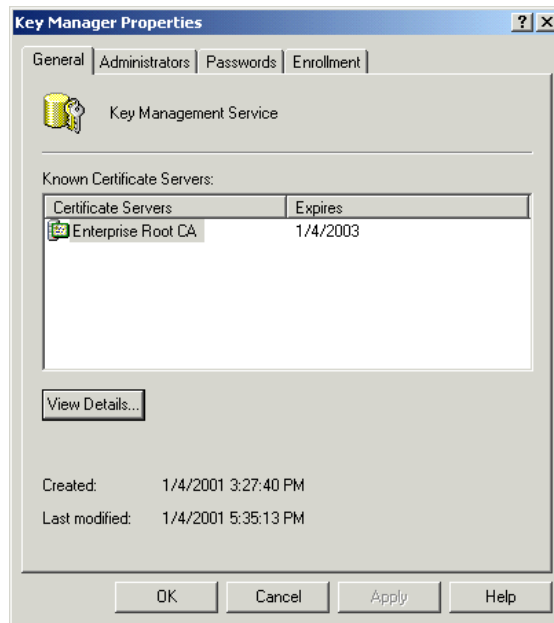 Key Manager Properties
General Administrators Passwords Enrollment
Key Management Service
Known Certificate Servers:
Certificate Servers Expires
Enterprise Root CA 1/4/2003
View Details...
Created: 1/4/2001 3:27:40 PM
Last modified: 1/4/2001 5:35:13 PM
OK Cancel Apply Help